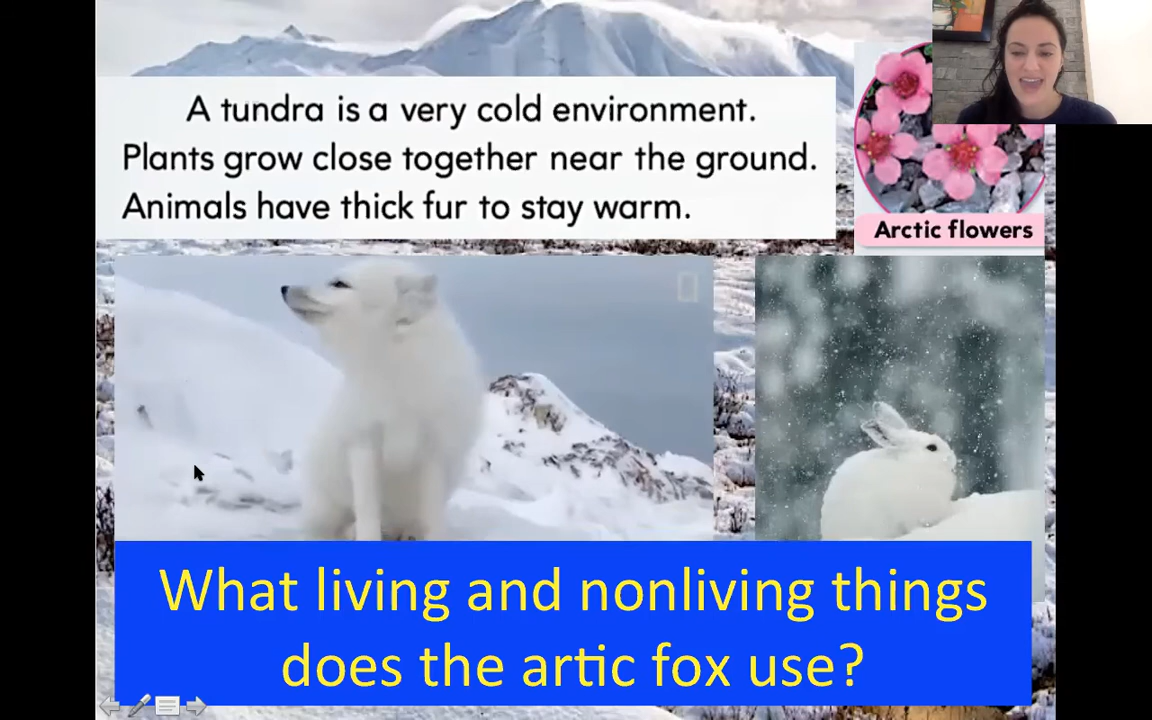 A tundra is a very cold environment.
Plants grow close together near the ground.
Animals have thick fur to stay warm.
Arctic flowers
What living and nonliving things
does the artic fox use?